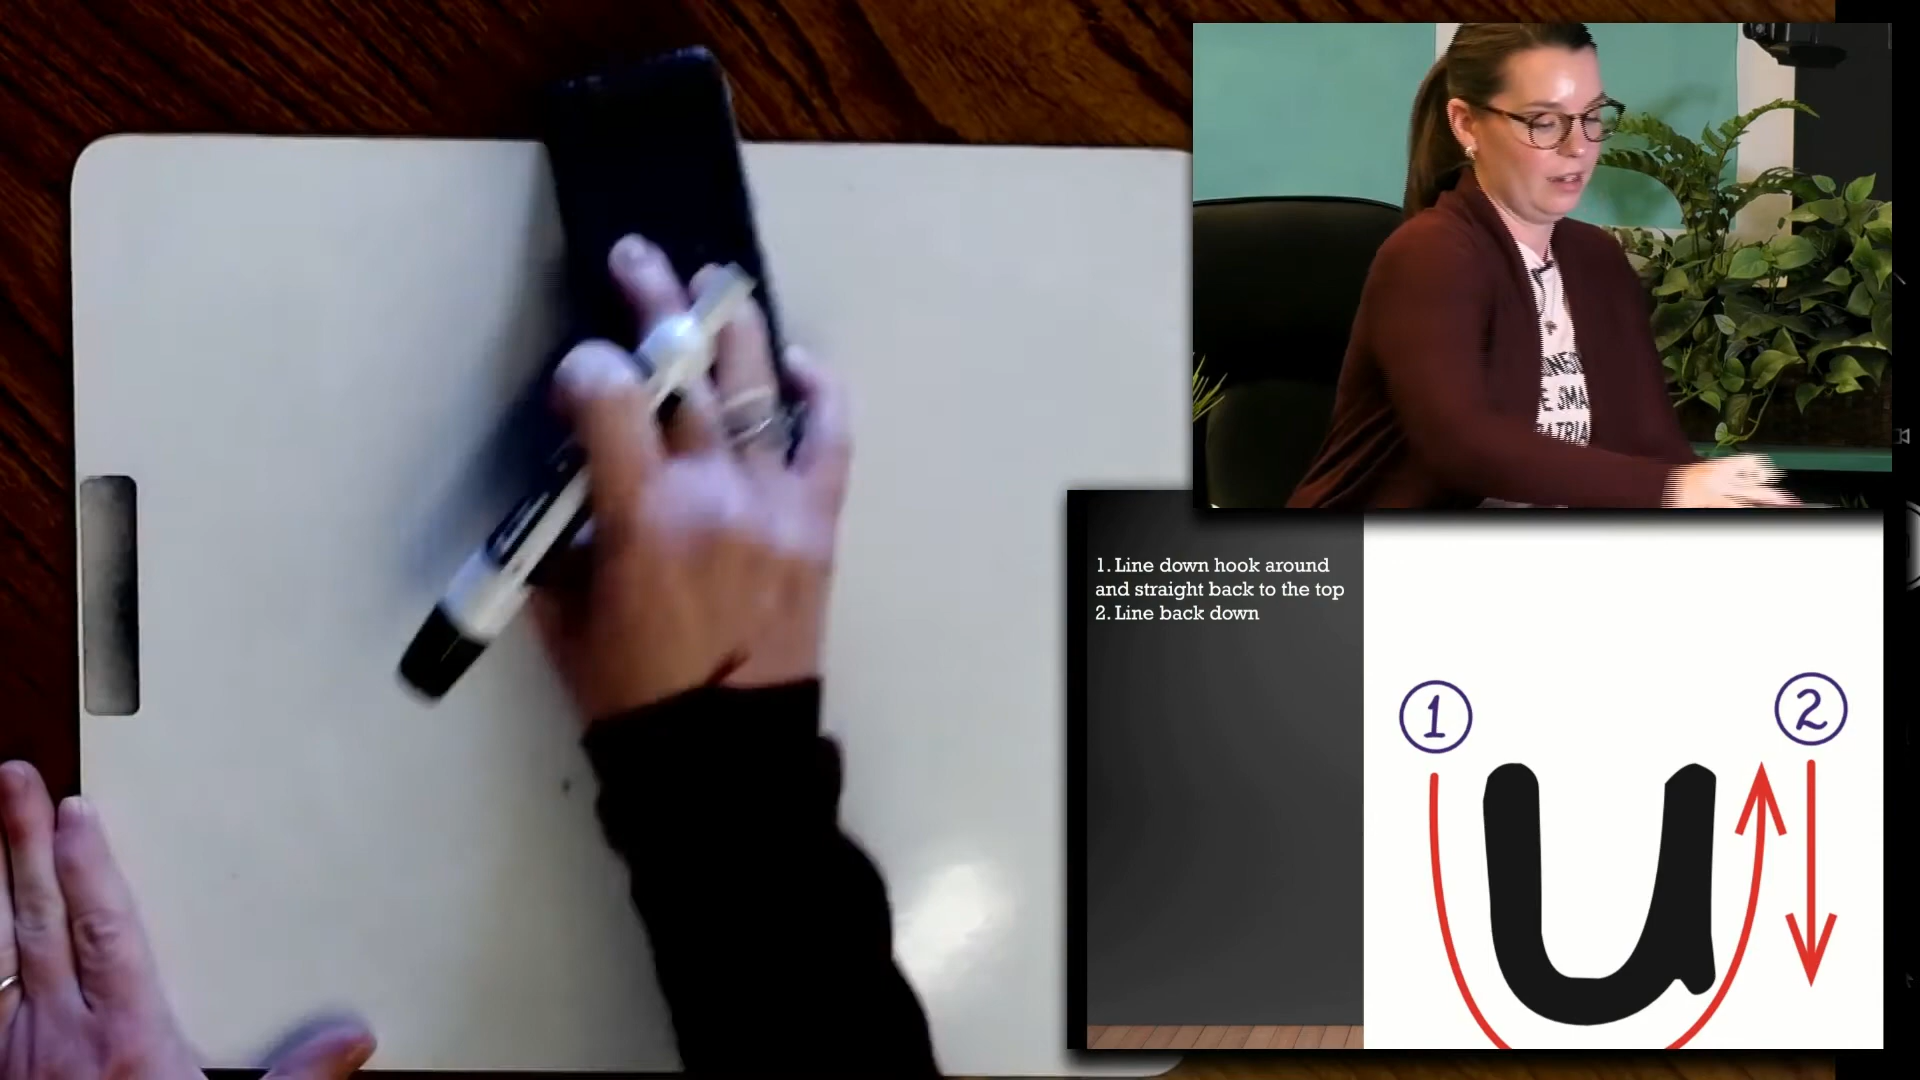 1. Line down hook around
and straight back to the top
2. Line back down
1
2
u